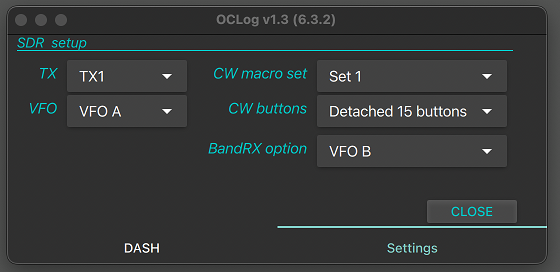 OCLog v1.3 (6.3.2)
SDR setup
TX TX1 CW macro set Set 1
VFO VFO A CW buttons Detached 15 buttons
BandRX option VFO B
CLOSE
DASH Settings